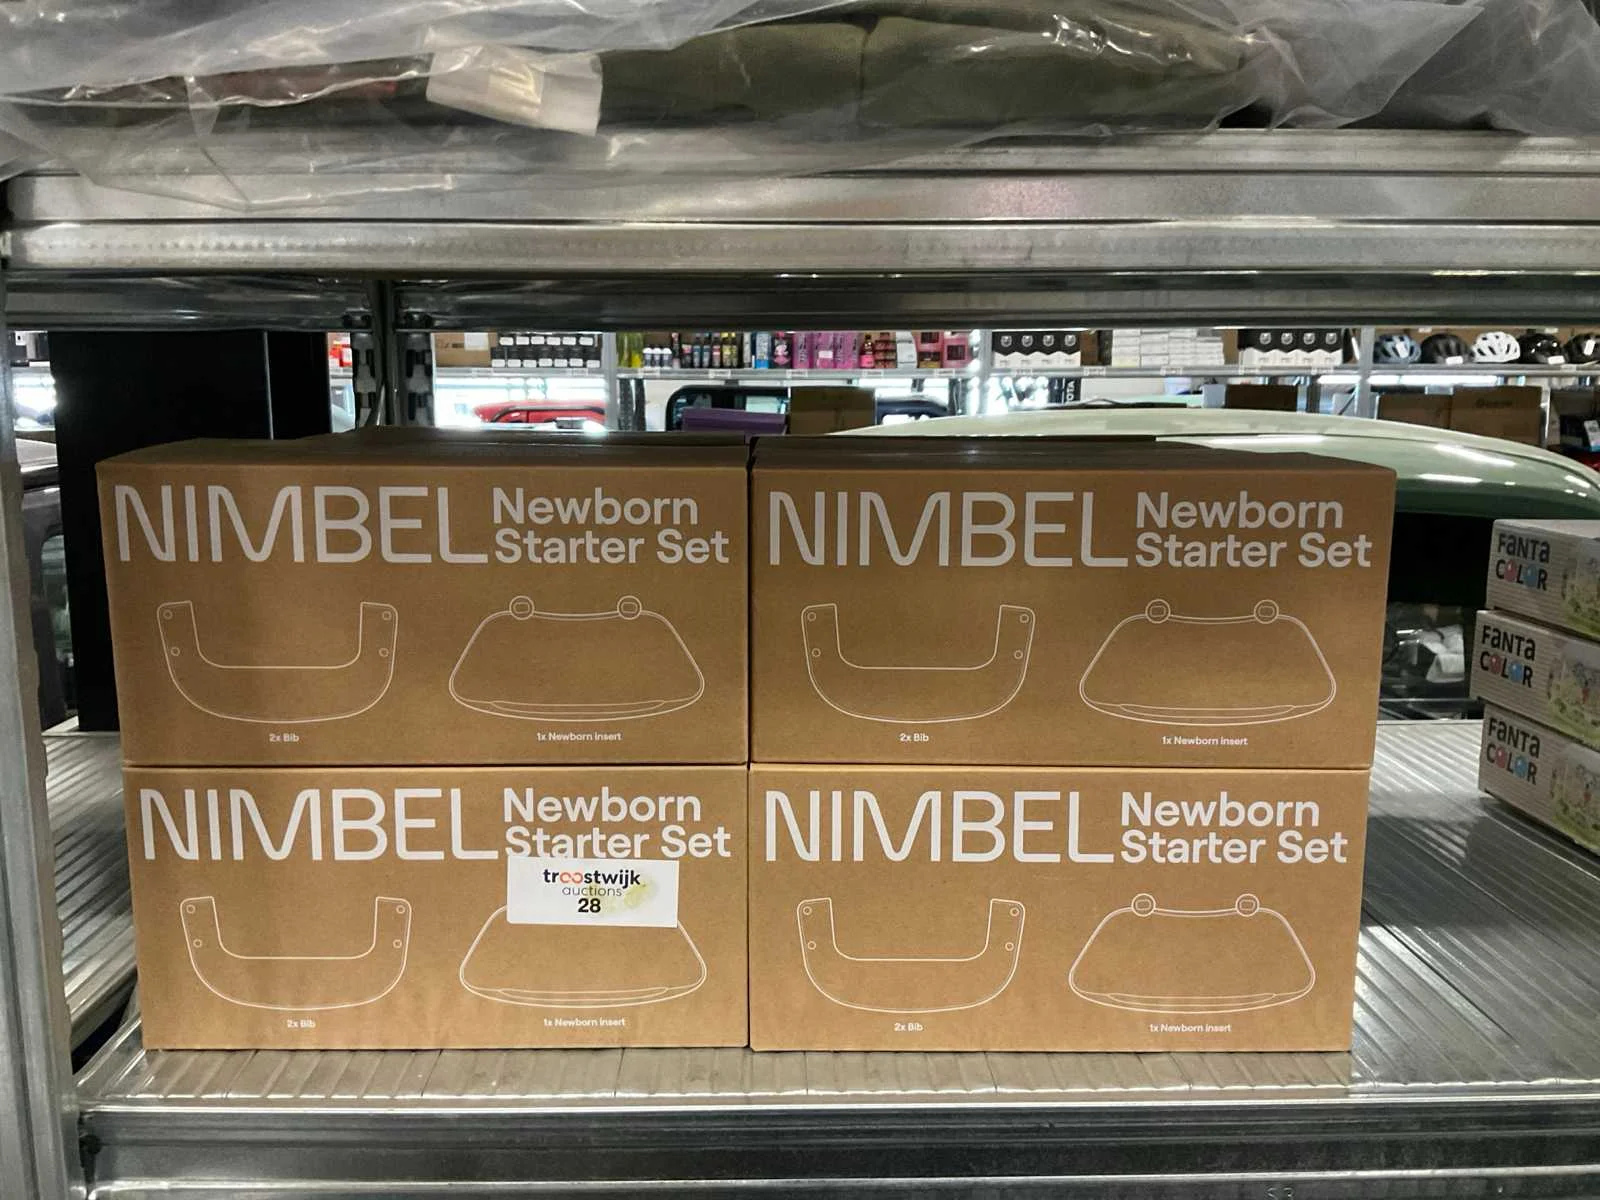 NIMBEL Newborn
Starter Set
2x Bib
1x Newborn insert
NIMBEL Newborn
Starter Set
2x Bib
1x Newborn insert
NIMBEL Newborn
Starter Set
troostwijk
auctions
28
2x Bib
1x Newborn insert
NIMBEL Newborn
Starter Set
2x Bib
1x Newborn insert
FANTA
COLOR
FANTA
COLOR
FANTA
COLOR